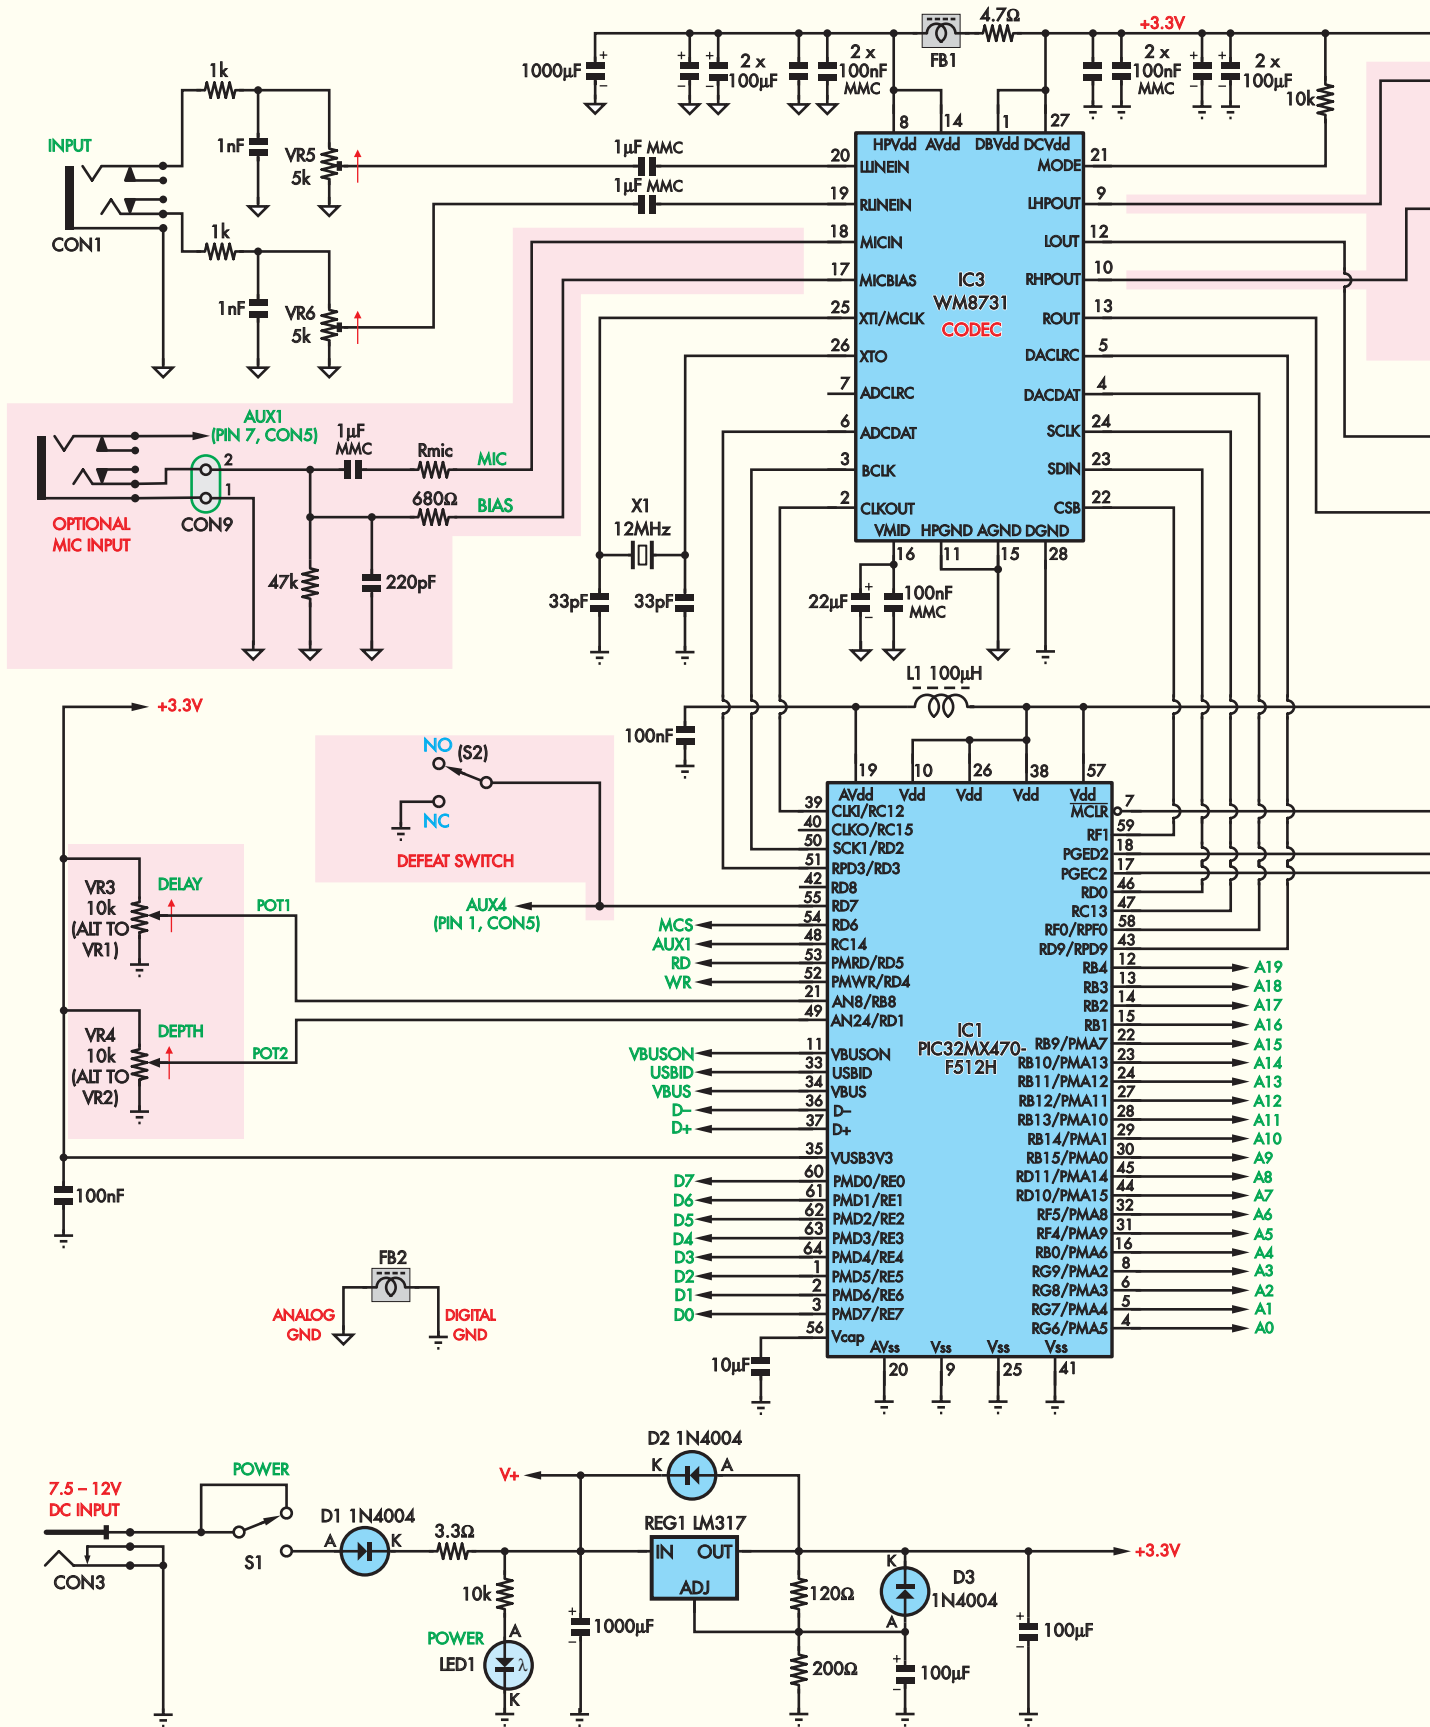 4.7Ω
+3.3V
FB1
1000µF
+
–
2 x
100µF
2 x
100nF
MMC
2 x
100nF
MMC
2 x
100µF
10k
1k
INPUT
1nF
VR5
5k
CON1
1k
1nF
VR6
5k
1µF MMC
1µF MMC
8
14
1
27
HPVdd
AVdd
DBVdd
DCVdd
20
LLINEIN
MODE
21
19
RLINEIN
LHPOUT
9
18
MICIN
LOUT
12
17
MICBIAS
RHPOUT
10
IC3
WM8731
CODEC
25
XTI/MCLK
ROUT
13
26
XTO
DACLRC
5
7
ADCLRC
DACDAT
4
6
ADCDAT
SCLK
24
3
BCLK
SDIN
23
2
CLKOUT
CSB
22
VMID
HPGND
AGND
DGND
16
11
15
28
AUX1
(PIN 7, CON5)
1µF
MMC
Rmic
MIC
2
1
CON9
680Ω
BIAS
OPTIONAL
MIC INPUT
47k
220pF
X1
12MHz
33pF
33pF
22µF
+
–
100nF
MMC
L1 100µH
+3.3V
100nF
NO
(S2)
NC
DEFEAT SWITCH
AUX4
(PIN 1, CON5)
VR3
10k
(ALT TO
VR1)
DELAY
POT1
VR4
10k
(ALT TO
VR2)
DEPTH
POT2
100nF
19
10
26
38
57
AVdd
Vdd
Vdd
Vdd
Vdd
39
CLKI/RC12
MCLR
7
40
CLKO/RC15
RF1
59
50
SCK1/RD2
PGED2
18
51
RPD3/RD3
PGEC2
17
42
RD8
RD0
46
55
RD7
RC13
47
MCS
54
RD6
RF0/RPF0
58
AUX1
48
RC14
RD9/RPD9
43
RD
53
PMRD/RD5
RB4
12
A19
WR
52
PMWR/RD4
RB3
13
A18
21
AN8/RB8
RB2
14
A17
49
AN24/RD1
RB1
15
A16
IC1
PIC32MX470-
F512H
VBUSON
11
VBUSON
RB9/PMA7
22
A15
USBID
33
USBID
RB10/PMA13
23
A14
VBUS
34
VBUS
RB11/PMA12
24
A13
D–
36
D–
RB12/PMA11
27
A12
D+
37
D+
RB13/PMA10
28
A11
RB14/PMA1
29
A10
35
VUSB3V3
RB15/PMA0
30
A9
D7
60
PMD0/RE0
RD11/PMA14
45
A8
D6
61
PMD1/RE1
RD10/PMA15
44
A7
D5
62
PMD2/RE2
RF5/PMA8
32
A6
D4
63
PMD3/RE3
RF4/PMA9
31
A5
D3
64
PMD4/RE4
RB0/PMA6
16
A4
D2
1
PMD5/RE5
RG9/PMA2
8
A3
D1
2
PMD6/RE6
RG8/PMA3
6
A2
D0
3
PMD7/RE7
RG7/PMA4
5
A1
56
Vcap
RG6/PMA5
4
A0
AVss
Vss
Vss
Vss
20
9
25
41
10µF
FB2
ANALOG
GND
DIGITAL
GND
7.5 – 12V
DC INPUT
CON3
POWER
S1
D1 1N4004
A
K
3.3Ω
V+
D2 1N4004
K
A
REG1 LM317
IN
OUT
ADJ
10k
POWER
LED1
A
λ
K
+
–
1000µF
120Ω
200Ω
K
A
D3
1N4004
+
–
100µF
+
–
100µF
+3.3V